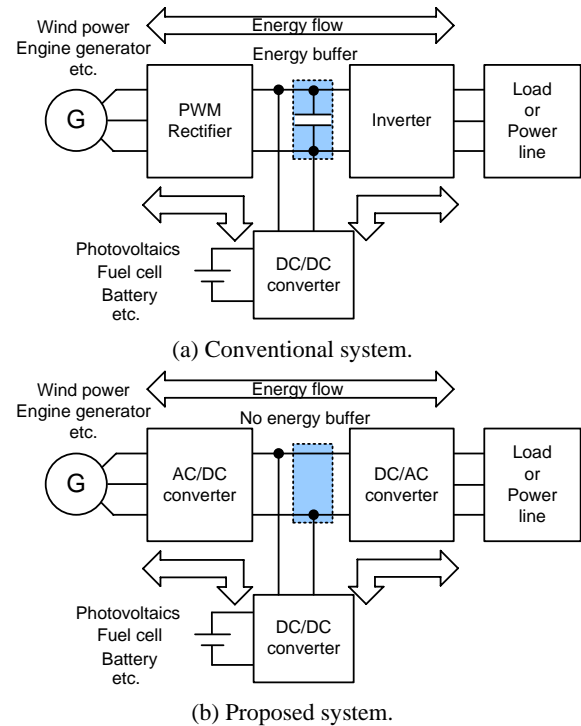 Wind power
Engine generator
etc.
Energy flow
Energy buffer
G
PWM
Rectifier
Inverter
Load
or
Power
line
Photovoltaics
Fuel cell
Battery
etc.
DC/DC
converter
(a) Conventional system.
Wind power
Engine generator
etc.
Energy flow
No energy buffer
G
AC/DC
converter
DC/AC
converter
Load
or
Power
line
Photovoltaics
Fuel cell
Battery
etc.
DC/DC
converter
(b) Proposed system.